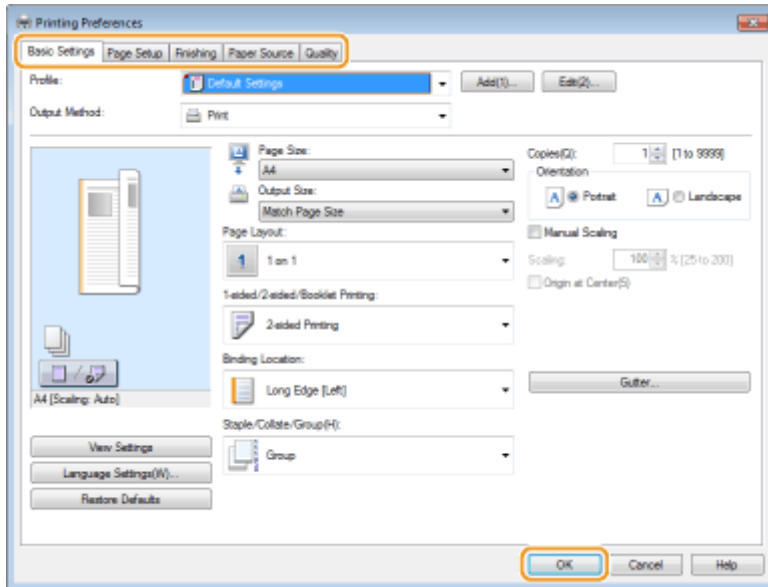 Printing Preferences
Basic Settings Page Setup Finishing Paper Source Quality
Profile: Default Settings Add(1)... Edit(2)...
Output Method: Print
Page Size:
A4
Output Size:
Match Page Size
Copies(Q): 1 [1 to 9999]
Orientation
A Portrait A Landscape
Page Layout:
1 1 on 1
Manual Scaling
Scaling: 100 % [25 to 200]
Origin at Center(S)
1-sided/2-sided/Booklet Printing:
2-sided Printing
Binding Location:
Long Edge [Left]
Gutter...
A4 [Scaling: Auto]
Staple/Collate/Group(H):
Group
View Settings
Language Settings(W)...
Restore Defaults
OK Cancel Help